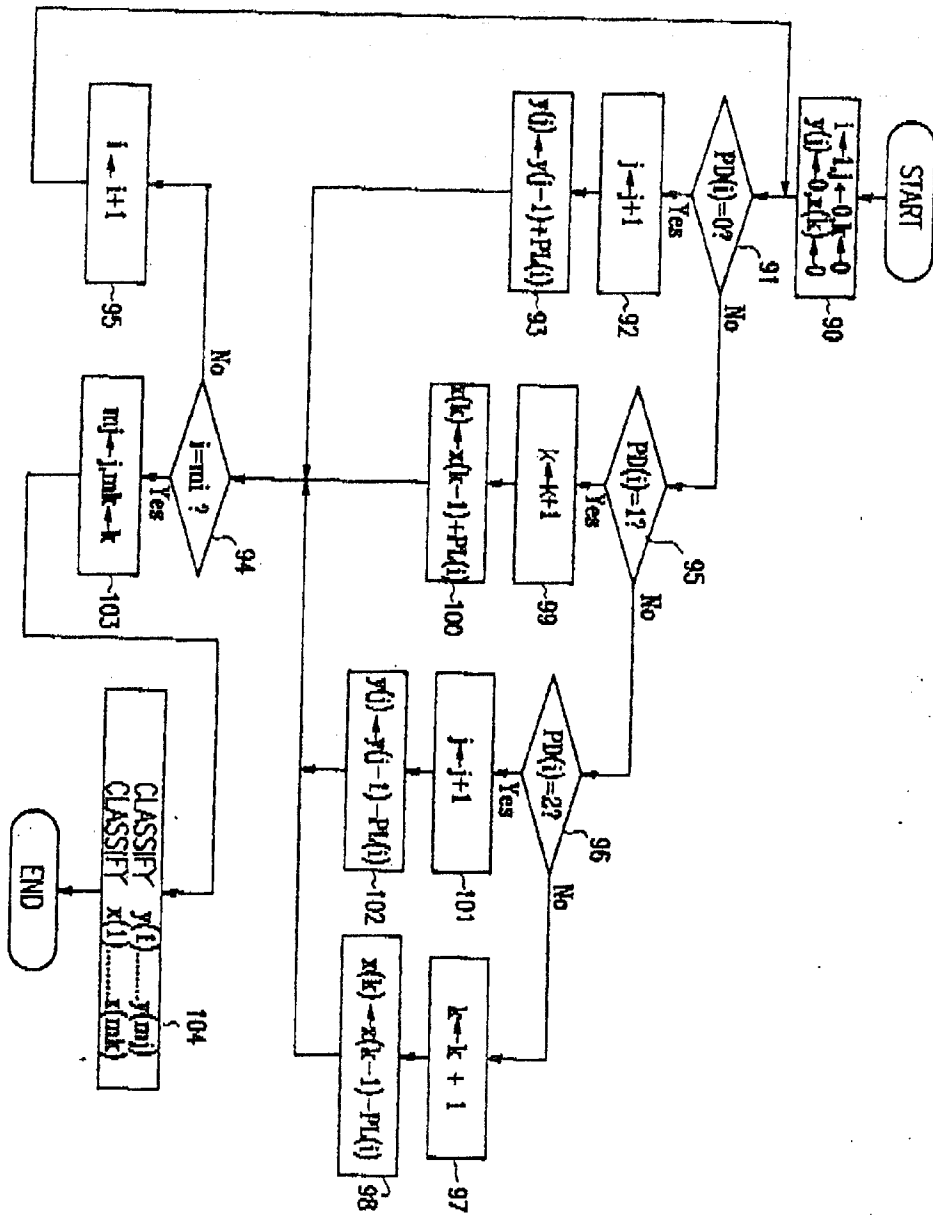 START
i←1,j←0,k←0
y(j)←0,x(k)←0
90
PD(i)=0?
91
Yes
No
j←j+1
92
y(j)←y(j-1)+PL(i)
93
PD(i)=1?
95
Yes
No
k←k+1
99
x(k)←x(k-1)+PL(i)
100
PD(i)=2?
96
Yes
No
j←j+1
101
y(j)←y(j-1)-PL(i)
102
k←k + 1
97
x(k)←x(k-1)-PL(i)
98
i=mi ?
94
No
Yes
i ← i+1
95
mj←j,mk←k
103
CLASSIFY y(1)........y(mj)
CLASSIFY x(1)........x(mk)
104
END